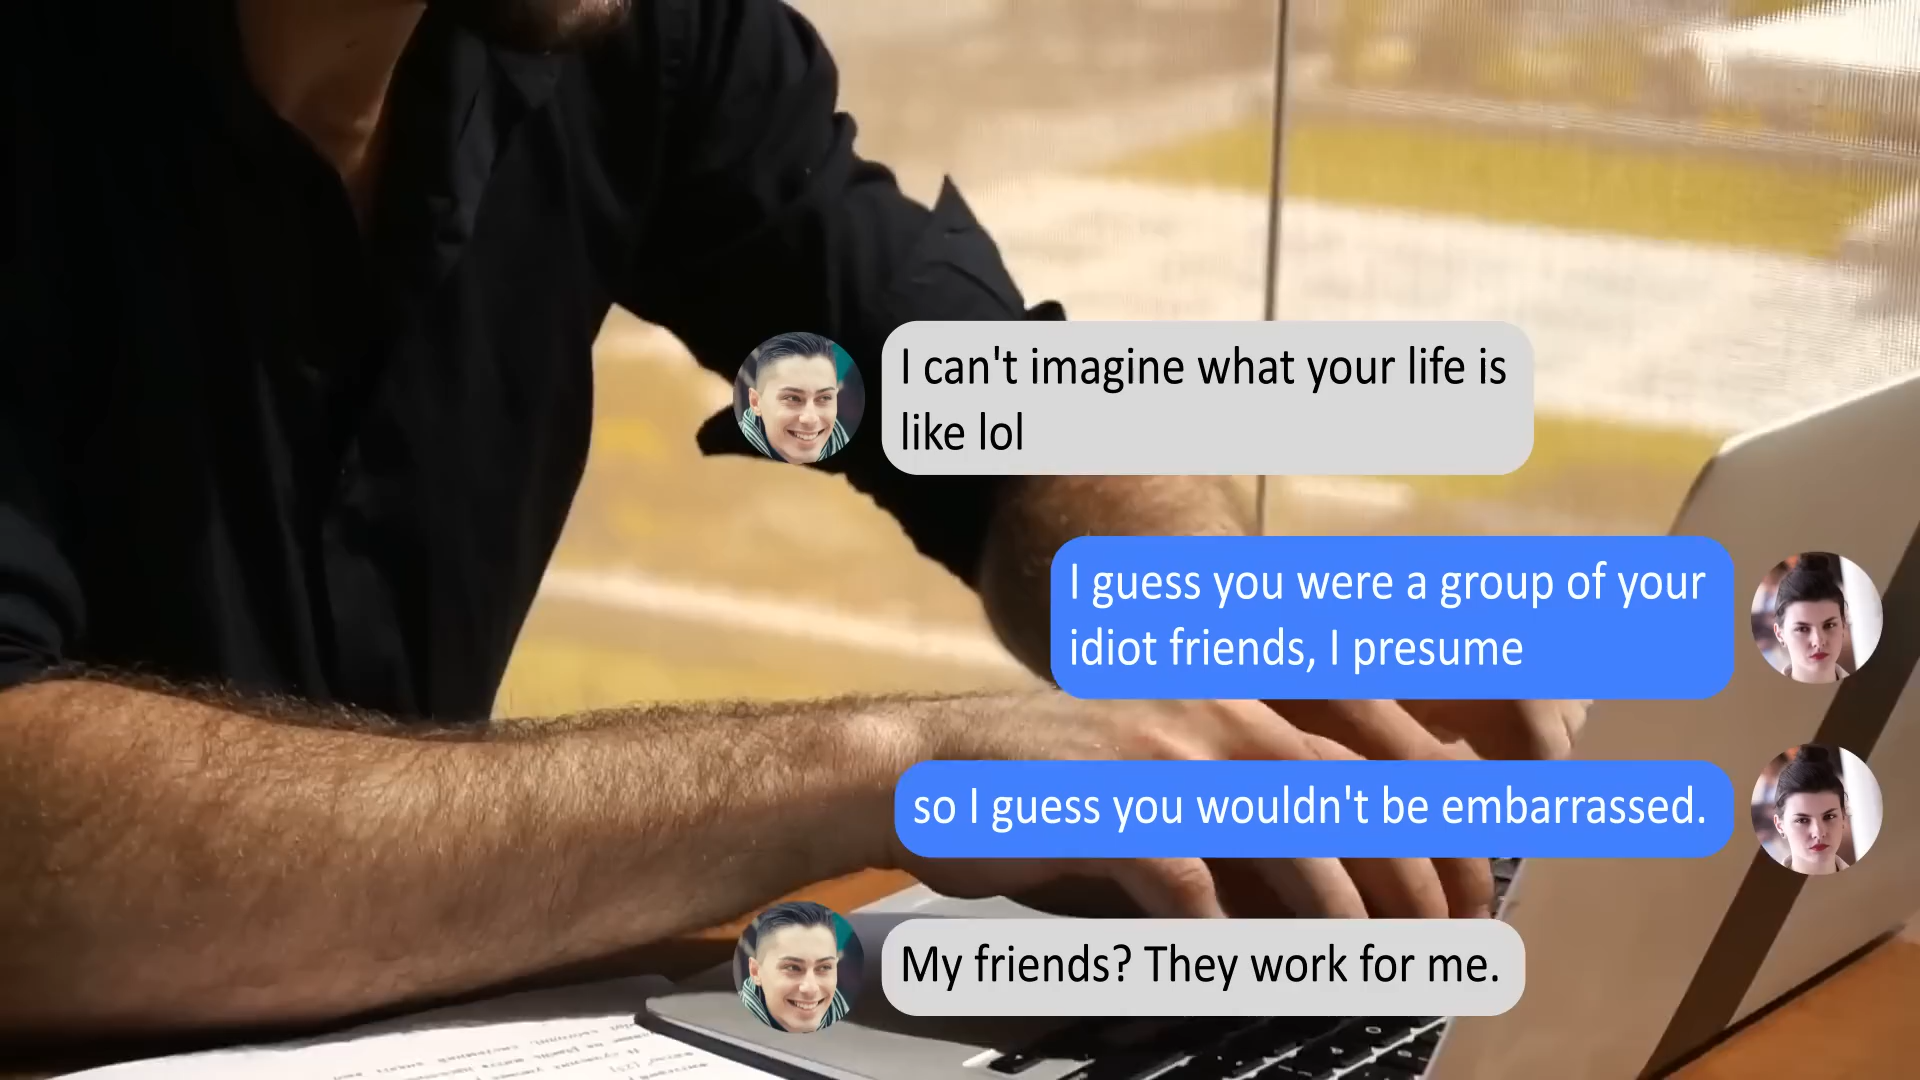 I can't imagine what your life is
like lol
I guess you were a group of your
idiot friends, I presume
so I guess you wouldn't be embarrassed.
My friends? They work for me.